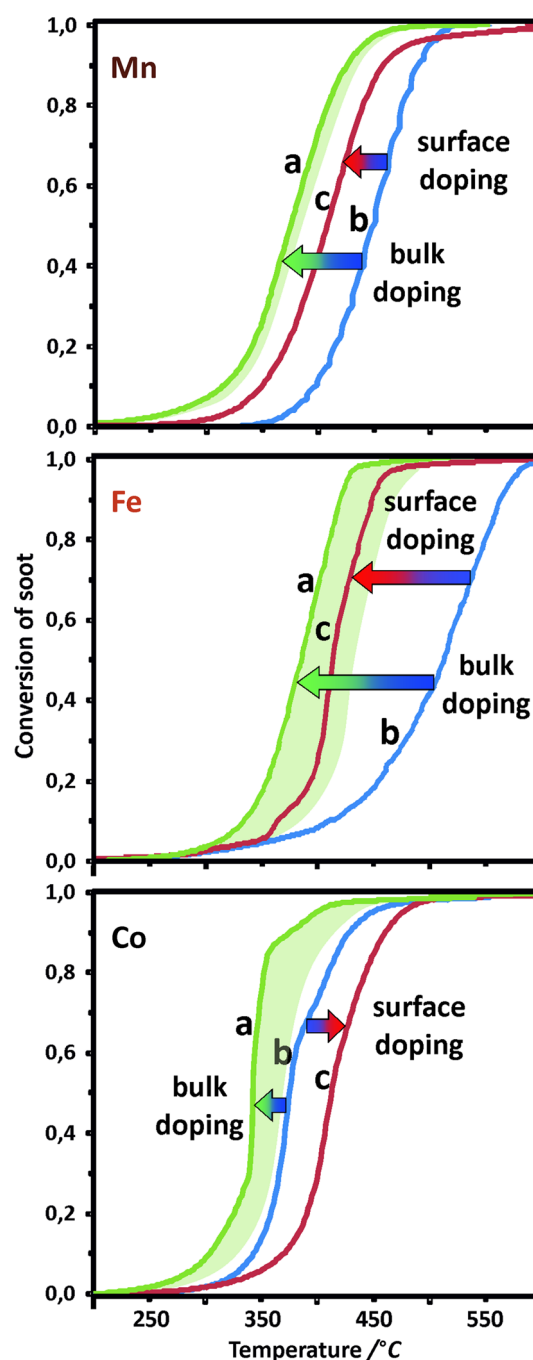 1,0
Mn
0,8
surface
doping
a
c
b
0,6
0,4
bulk
doping
0,2
0,0
1,0
Fe
surface
doping
0,8
a
c
0,6
bulk
doping
b
0,4
0,2
0,0
Conversion of soot
1,0
Co
0,8
a
b
surface
doping
0,6
c
bulk
doping
0,4
0,2
0,0
250
350
450
550
Temperature /°C